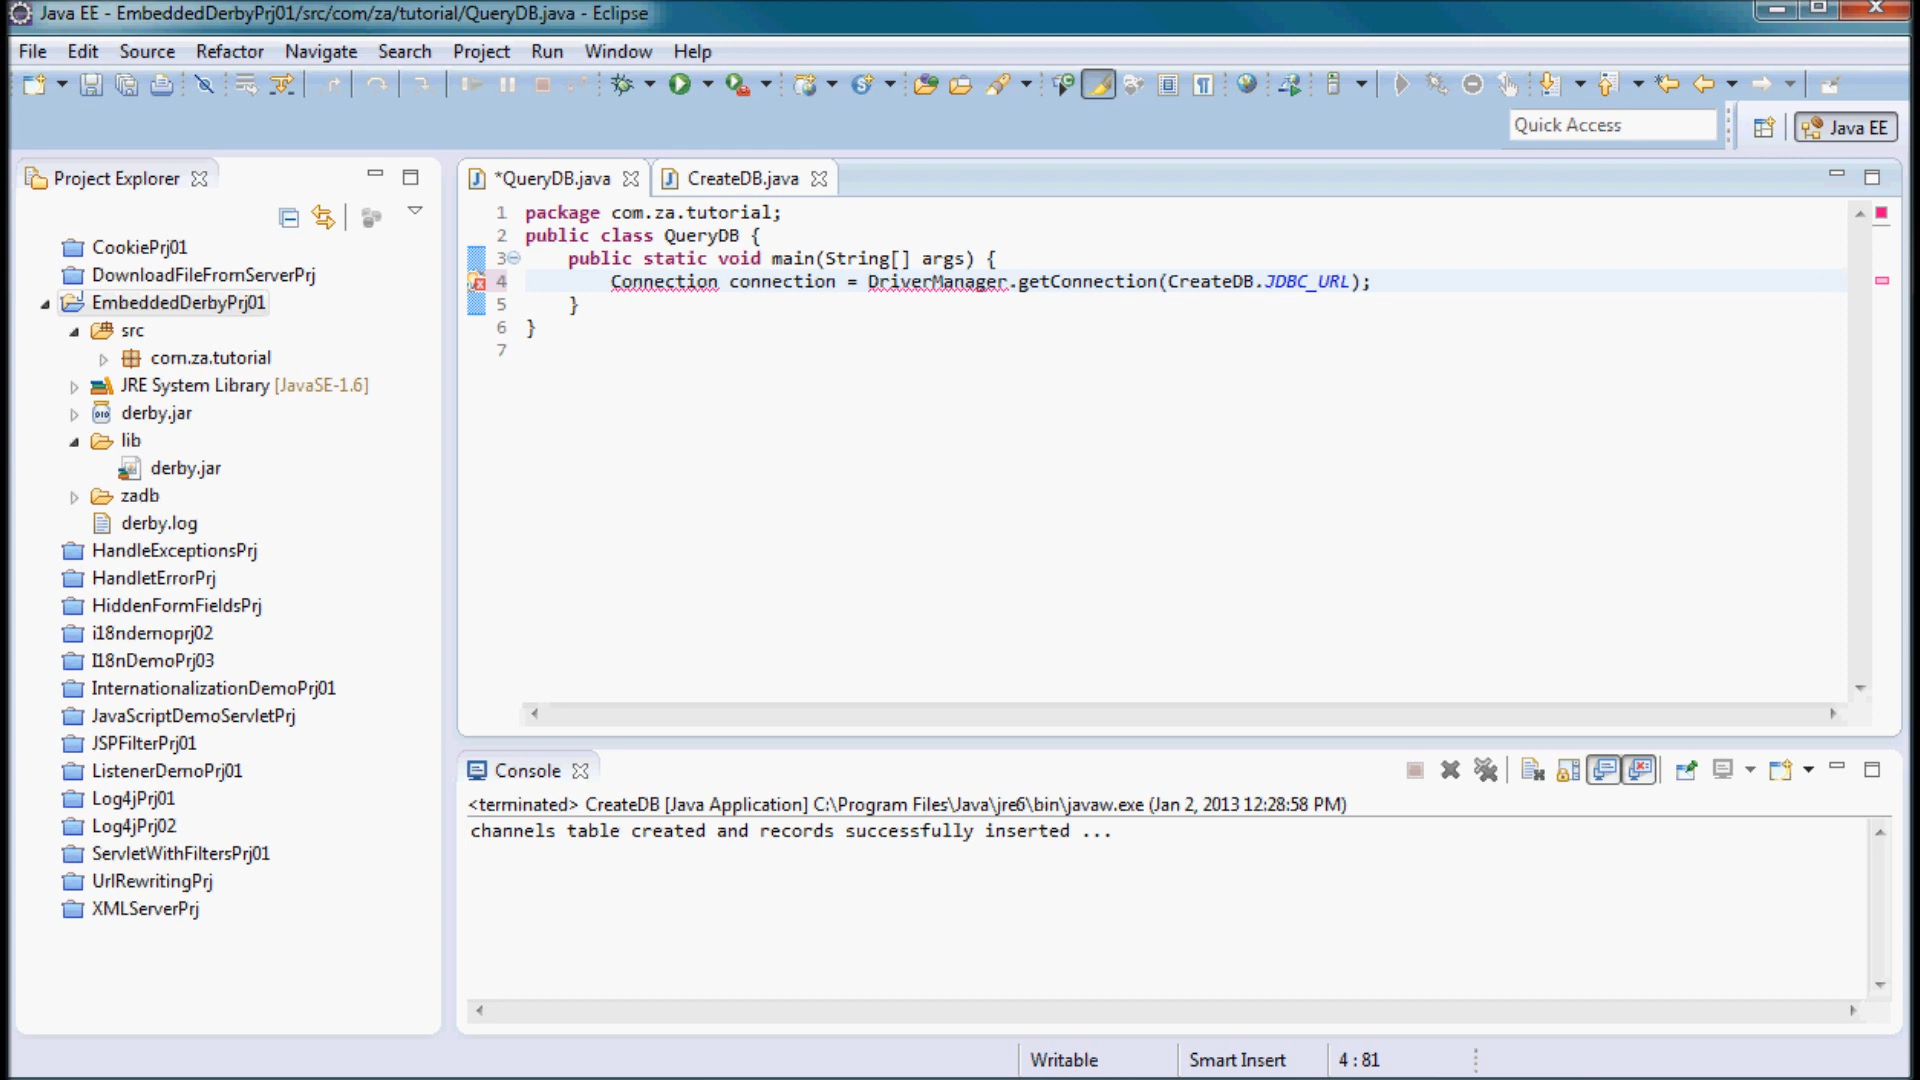 Java EE - EmbeddedDerbyPrj01/src/com/za/tutorial/QueryDB.java - Eclipse
File Edit Source Refactor Navigate Search Project Run Window Help
Quick Access
Java EE
Project Explorer
CookiePrj01
DownloadFileFromServerPrj
EmbeddedDerbyPrj01
src
com.za.tutorial
JRE System Library [JavaSE-1.6]
derby.jar
lib
derby.jar
zadb
derby.log
HandleExceptionsPrj
HandletErrorPrj
HiddenFormFieldsPrj
i18ndemoprj02
I18nDemoPrj03
InternationalizationDemoPrj01
JavaScriptDemoServletPrj
JSPFilterPrj01
ListenerDemoPrj01
Log4jPrj01
Log4jPrj02
ServletWithFiltersPrj01
UrlRewritingPrj
XMLServerPrj
*QueryDB.java CreateDB.java
1 package com.za.tutorial;
2 public class QueryDB {
3 public static void main(String[] args) {
4 Connection connection = DriverManager.getConnection(CreateDB.JDBC_URL);
5 }
6 }
7
Console
<terminated> CreateDB [Java Application] C:\Program Files\Java\jre6\bin\javaw.exe (Jan 2, 2013 12:28:58 PM)
channels table created and records successfully inserted ...
Writable Smart Insert 4 : 81